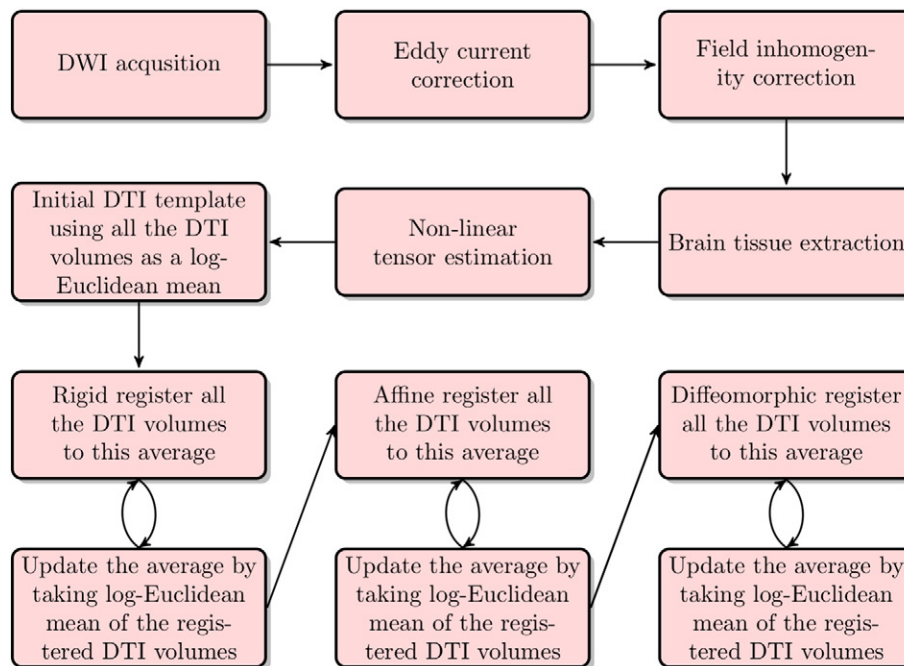 DWI acqusition
Eddy current
correction
Field inhomogen-
ity correction
Initial DTI template
using all the DTI
volumes as a log-
Euclidean mean
Non-linear
tensor estimation
Brain tissue extraction
Rigid register all
the DTI volumes
to this average
Affine register all
the DTI volumes
to this average
Diffeomorphic register
all the DTI volumes
to this average
Update the average by
taking log-Euclidean
mean of the regis-
tered DTI volumes
Update the average by
taking log-Euclidean
mean of the regis-
tered DTI volumes
Update the average by
taking log-Euclidean
mean of the regis-
tered DTI volumes